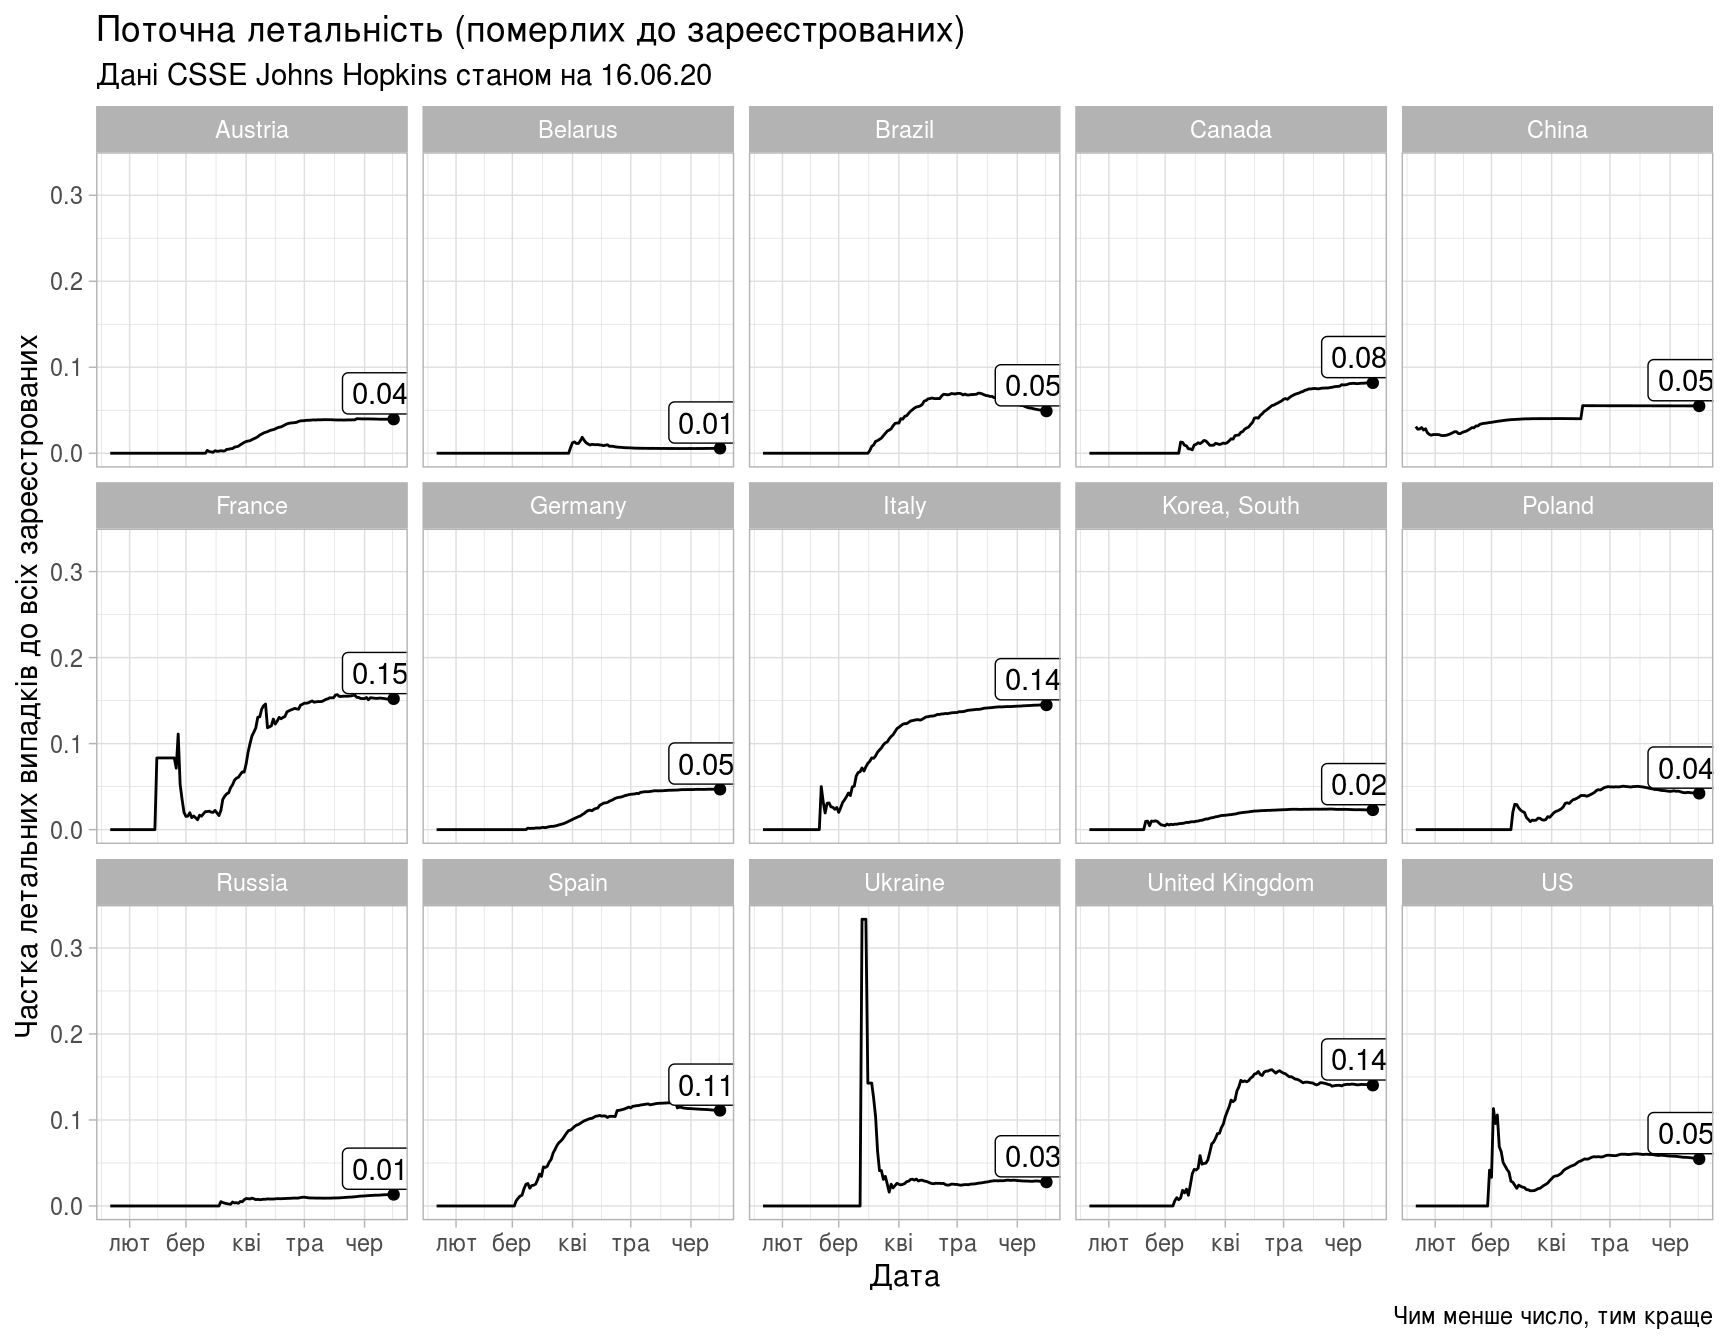 Поточна летальність (померлих до зареєстрованих)
Дані CSSE Johns Hopkins станом на 16.06.20
Частка летальних випадків до всіх зареєстрованих
Austria Belarus Brazil Canada China
0.3
0.2
0.1
0.0
0.04 0.01 0.05 0.08 0.05
France Germany Italy Korea, South Poland
0.3
0.2
0.1
0.0
0.15 0.05 0.14 0.02 0.04
Russia Spain Ukraine United Kingdom US
0.3
0.2
0.1
0.0
0.01 0.11 0.03 0.14 0.05
лют бер кві тра чер лют бер кві тра чер лют бер кві тра чер лют бер кві тра чер лют бер кві тра чер
Дата
Чим менше число, тим краще